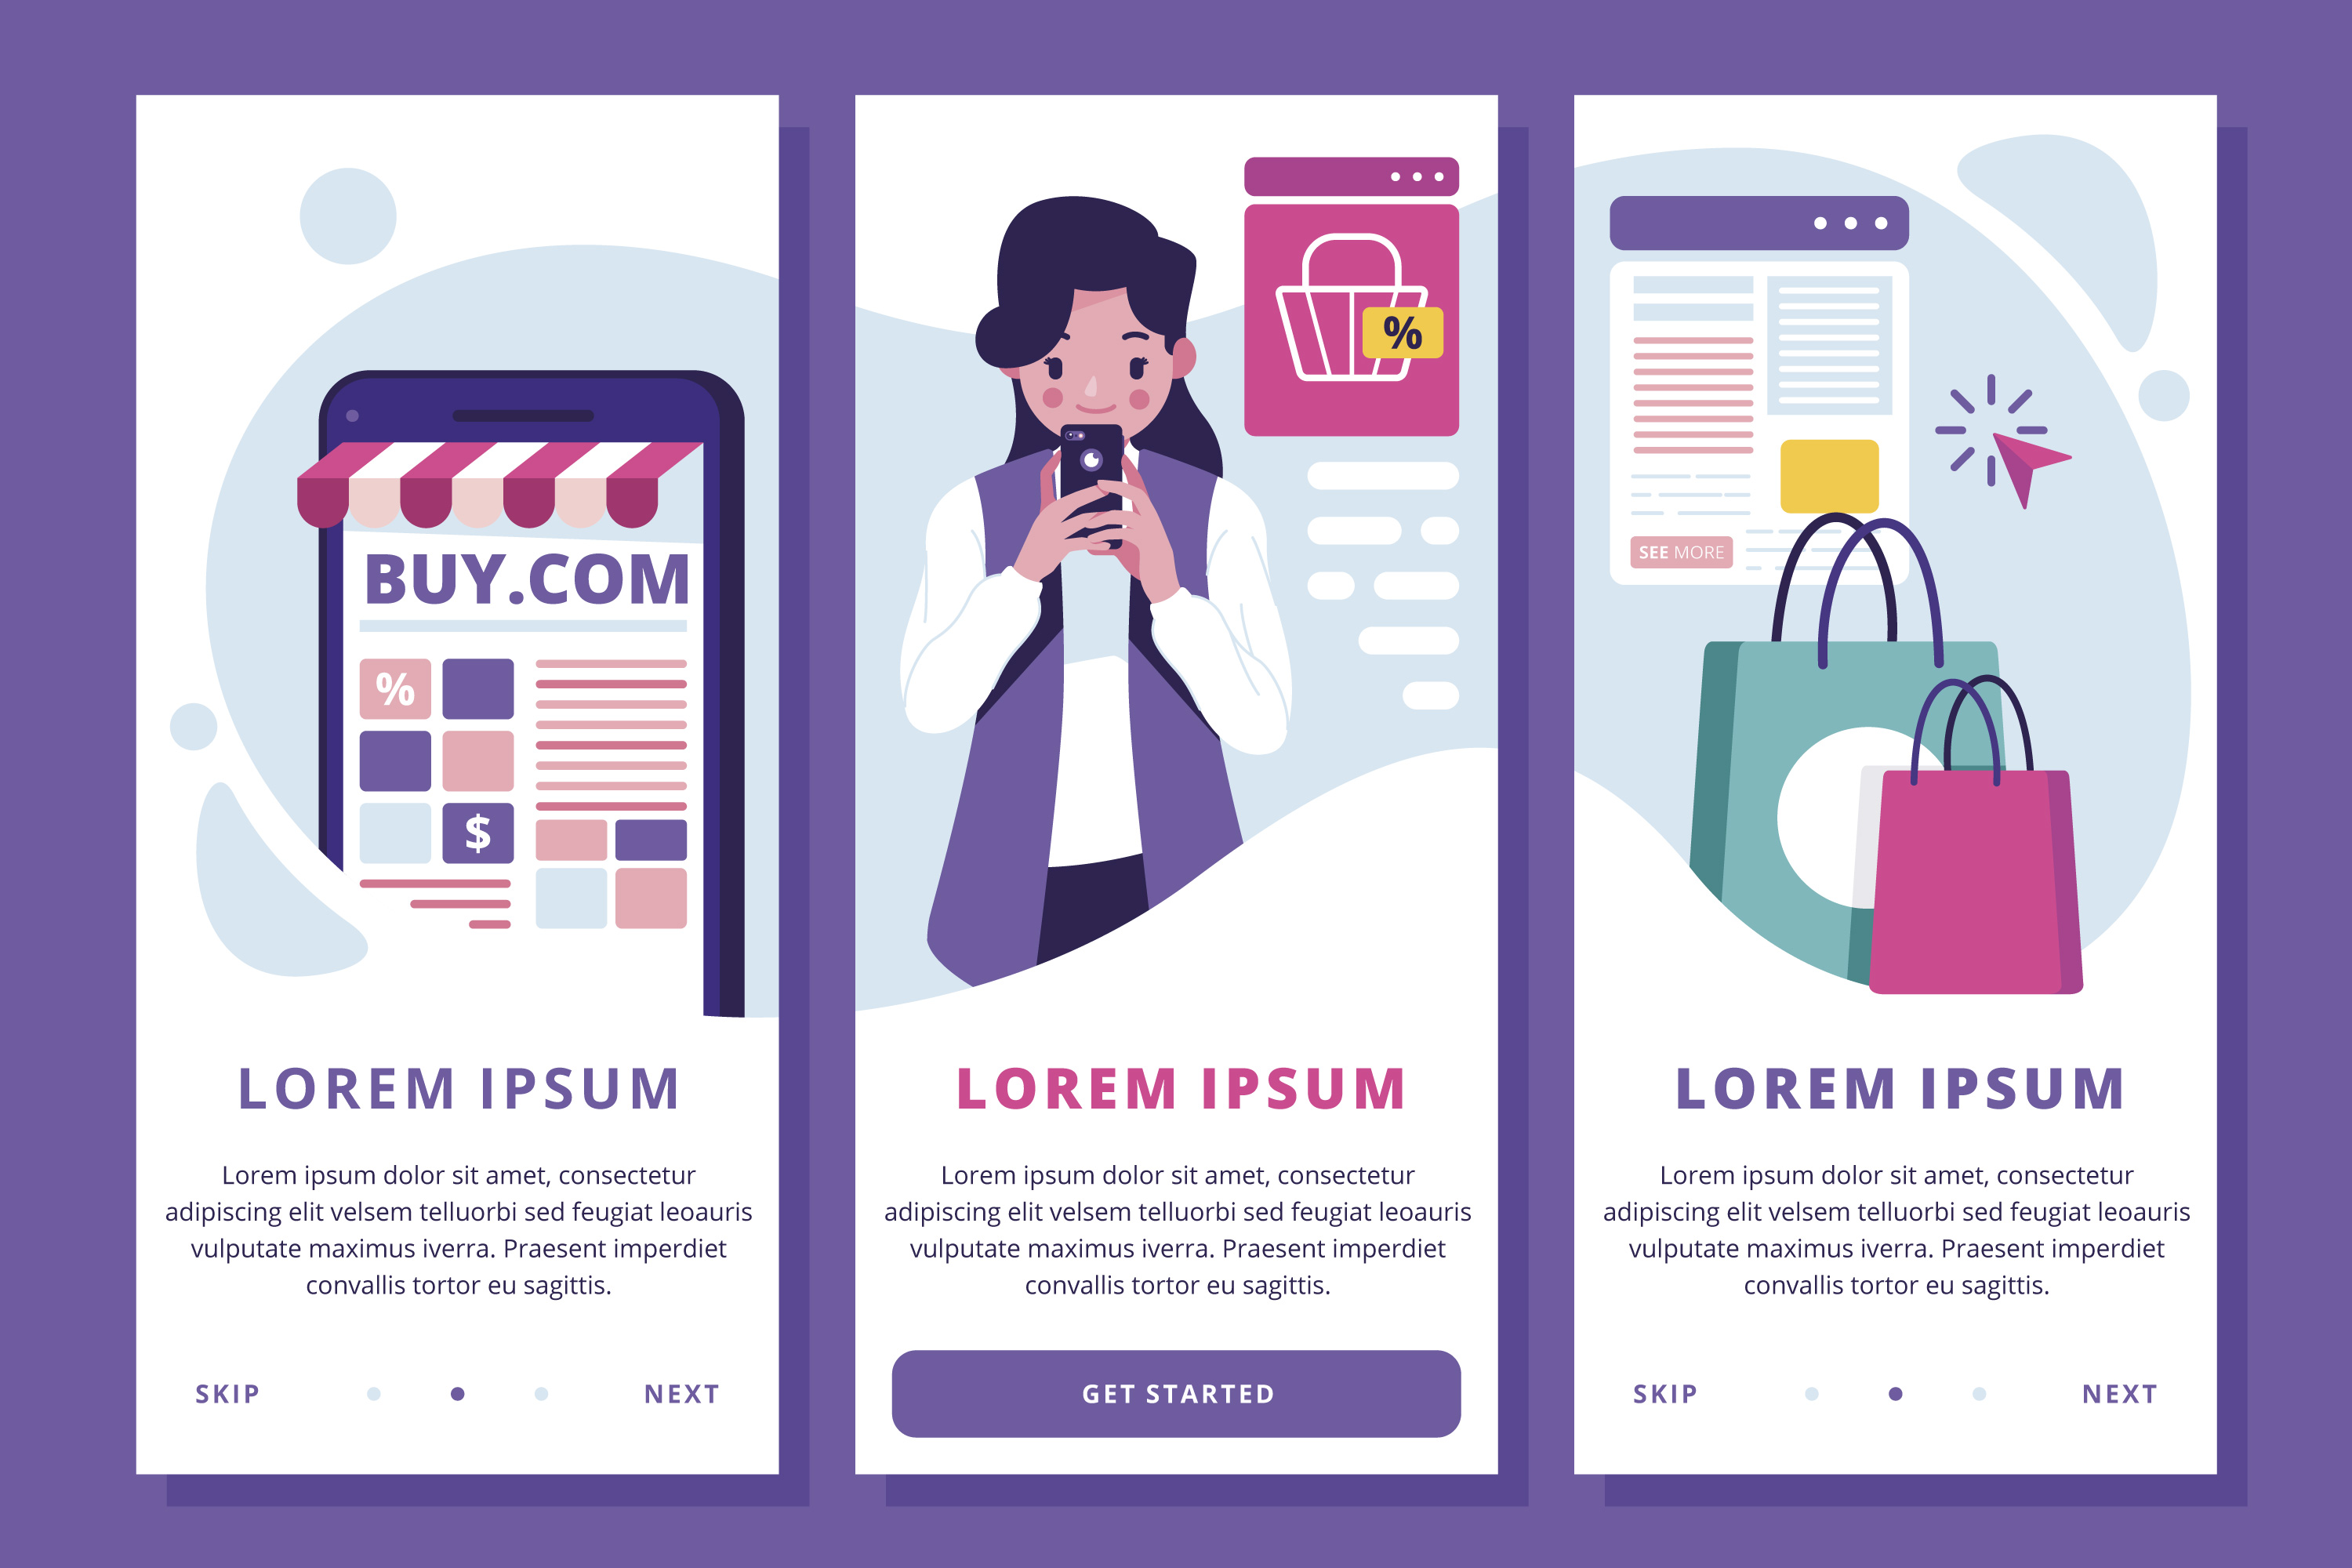 BUY.COM
%
$
LOREM IPSUM
Lorem ipsum dolor sit amet, consectetur
adipiscing elit velsem telluorbi sed feugiat leoauris
vulputate maximus iverra. Praesent imperdiet
convallis tortor eu sagittis.
SKIP
NEXT
%
LOREM IPSUM
Lorem ipsum dolor sit amet, consectetur
adipiscing elit velsem telluorbi sed feugiat leoauris
vulputate maximus iverra. Praesent imperdiet
convallis tortor eu sagittis.
GET STARTED
SEE MORE
LOREM IPSUM
Lorem ipsum dolor sit amet, consectetur
adipiscing elit velsem telluorbi sed feugiat leoauris
vulputate maximus iverra. Praesent imperdiet
convallis tortor eu sagittis.
SKIP
NEXT